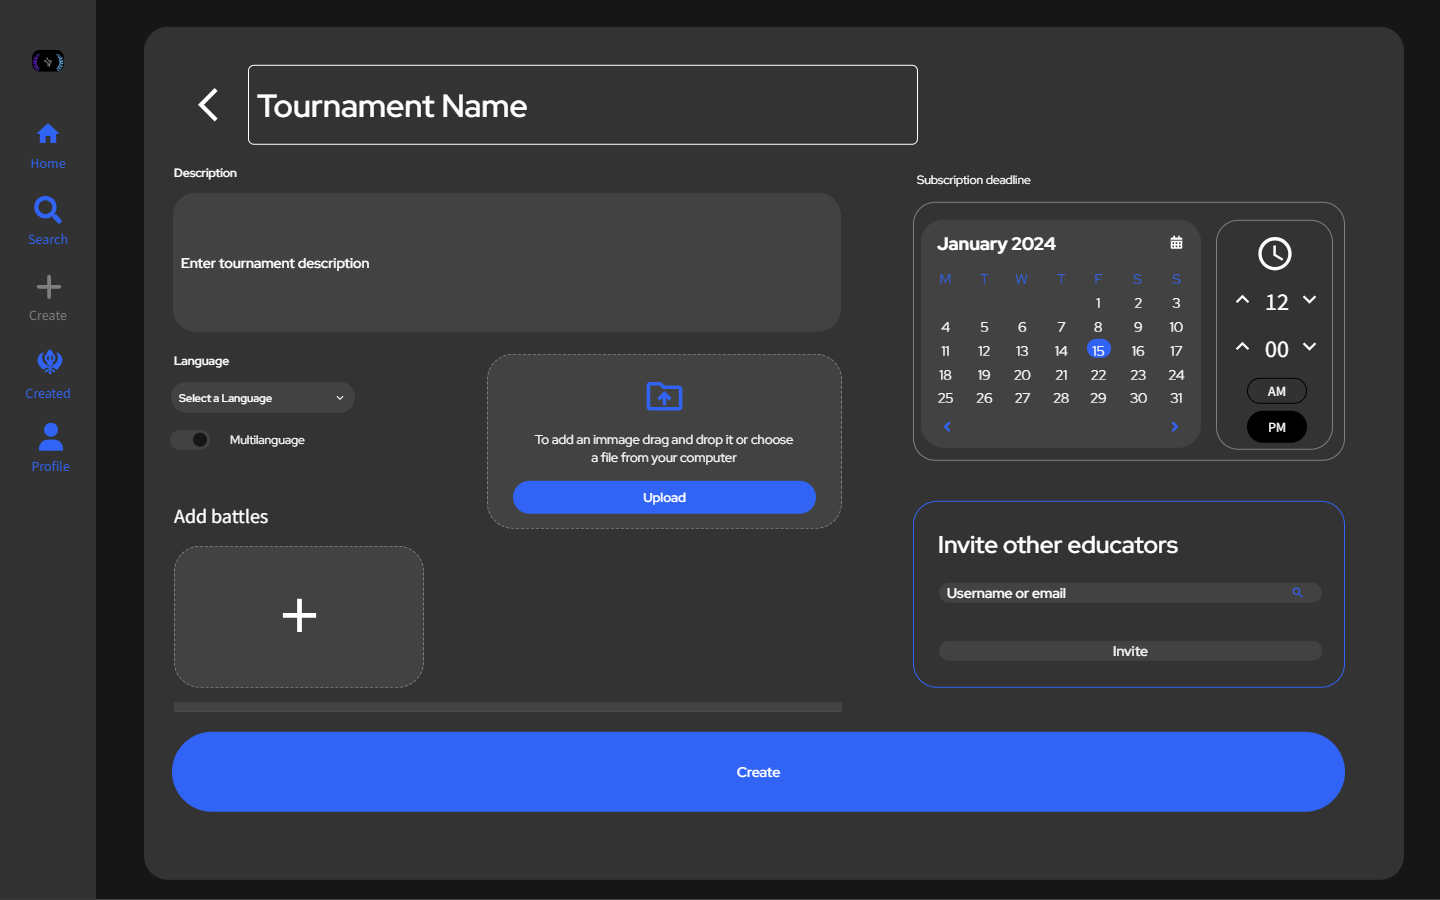 Home
Search
Create
Created
Profile
Tournament Name
Description
Enter tournament description
Language
Select a Language
Multilanguage
To add an immage drag and drop it or choose
a file from your computer
Upload
Add battles
Subscription deadline
January 2024
M T W T F S S
1 2 3
4 5 6 7 8 9 10
11 12 13 14 15 16 17
18 19 20 21 22 23 24
25 26 27 28 29 30 31
12
00
AM
PM
Invite other educators
Username or email
Invite
Create